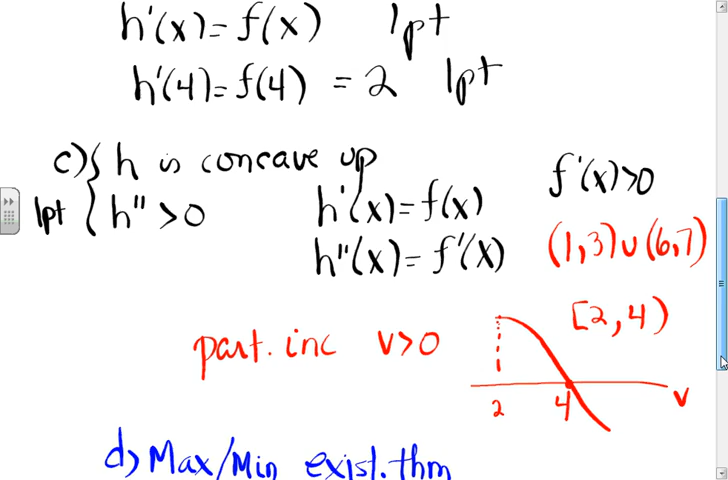 h'(x) = f(x) 1pt
h'(4) = f(4) = 2 1pt
c) { h is concave up
1pt { h'' > 0
h'(x) = f(x)
h''(x) = f'(x)
f'(x) > 0
(1,3) ∪ (6,7)
[2,4)
part. inc v>0
2 4 v
d) Max/Min exist. thm